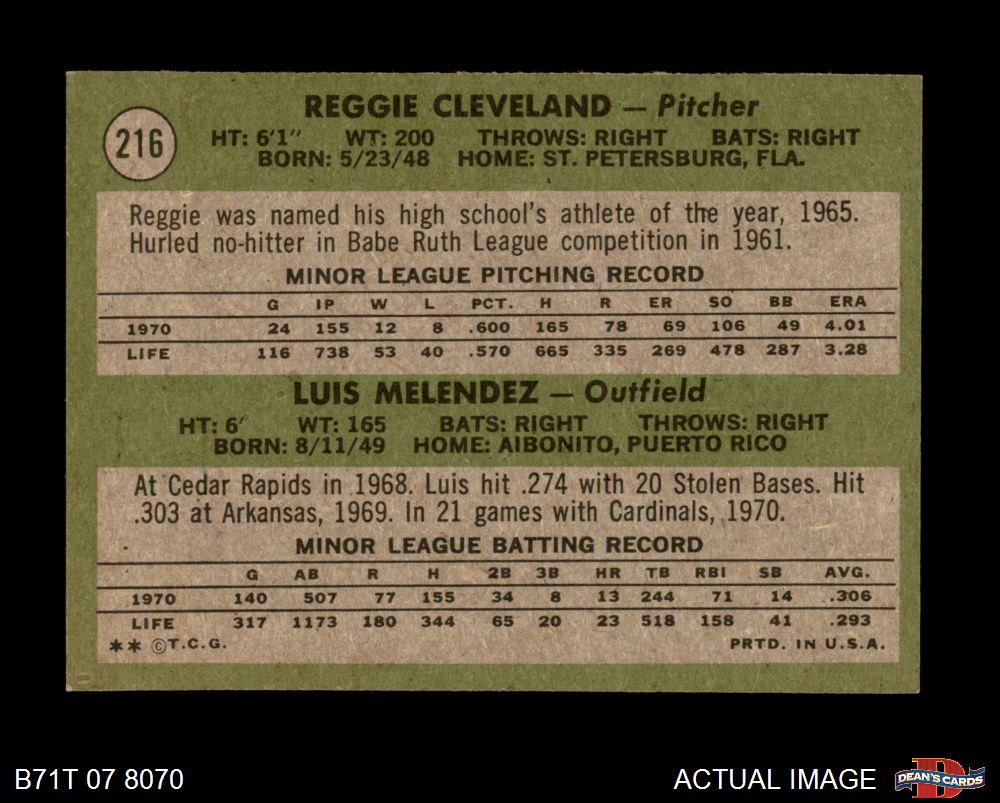 216
REGGIE CLEVELAND — Pitcher
HT: 6'1" WT: 200 THROWS: RIGHT BATS: RIGHT
BORN: 5/23/48 HOME: ST. PETERSBURG, FLA.
Reggie was named his high school's athlete of the year, 1965.
Hurled no-hitter in Babe Ruth League competition in 1961.
MINOR LEAGUE PITCHING RECORD
G IP W L PCT. H R ER SO BB ERA
1970 24 155 12 8 .600 165 78 69 106 49 4.01
LIFE 116 738 53 40 .570 665 335 269 478 287 3.28
LUIS MELENDEZ — Outfield
HT: 6' WT: 165 BATS: RIGHT THROWS: RIGHT
BORN: 8/11/49 HOME: AIBONITO, PUERTO RICO
At Cedar Rapids in 1968. Luis hit .274 with 20 Stolen Bases. Hit
.303 at Arkansas, 1969. In 21 games with Cardinals, 1970.
MINOR LEAGUE BATTING RECORD
G AB R H 2B 3B HR TB RBI SB AVG.
1970 140 507 77 155 34 8 13 244 71 14 .306
LIFE 317 1173 180 344 65 20 23 518 158 41 .293
** ©T.C.G. PRTD. IN U.S.A.
B71T 07 8070 ACTUAL IMAGE DEAN'S CARDS